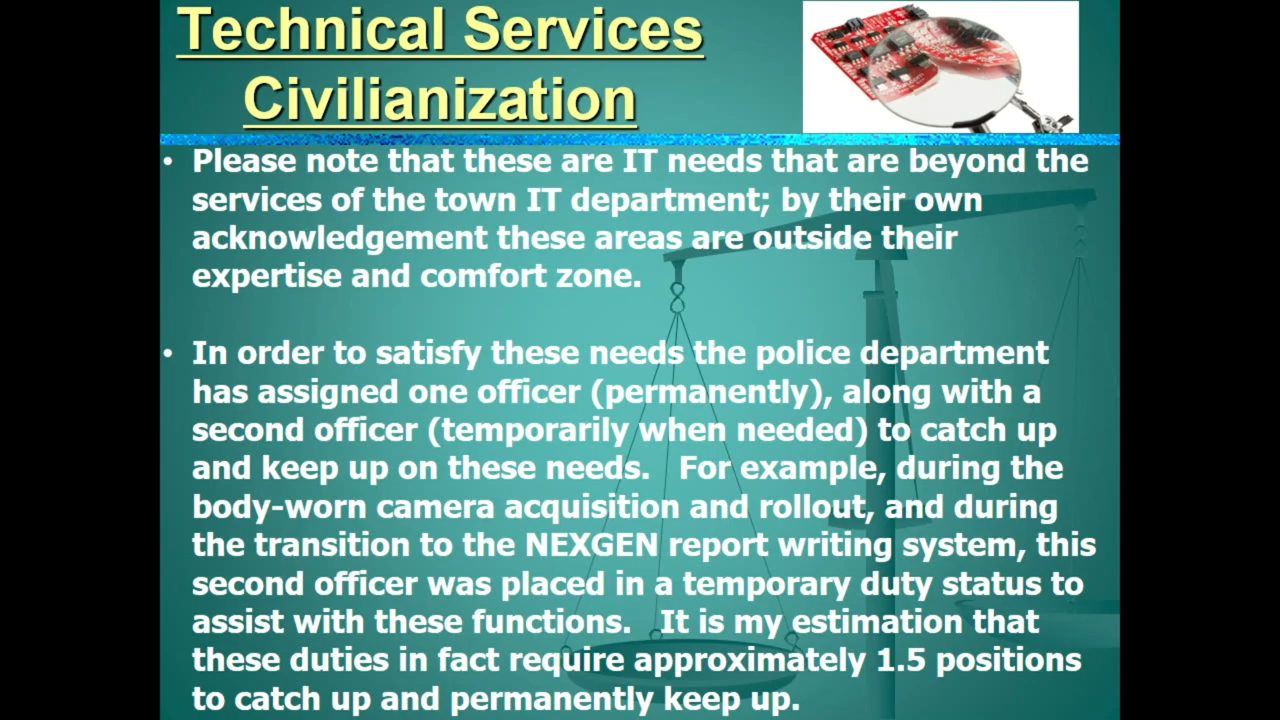 Technical Services
Civilianization
• Please note that these are IT needs that are beyond the
services of the town IT department; by their own
acknowledgement these areas are outside their
expertise and comfort zone.
• In order to satisfy these needs the police department
has assigned one officer (permanently), along with a
second officer (temporarily when needed) to catch up
and keep up on these needs.   For example, during the
body-worn camera acquisition and rollout, and during
the transition to the NEXGEN report writing system, this
second officer was placed in a temporary duty status to
assist with these functions.   It is my estimation that
these duties in fact require approximately 1.5 positions
to catch up and permanently keep up.